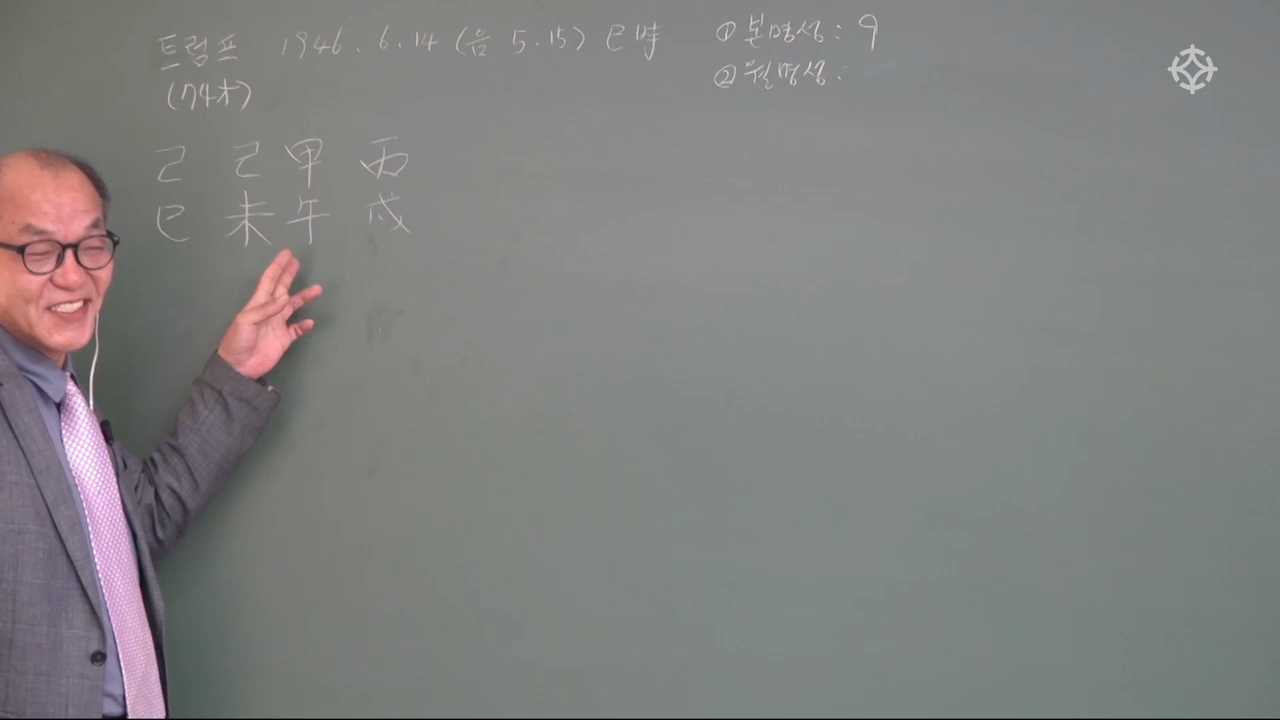 트럼프 1946.6.14 (음 5.15) 巳時
(74才)
己 己 甲 丙
巳 未 午 戌
①본명성: 9
②월명성: